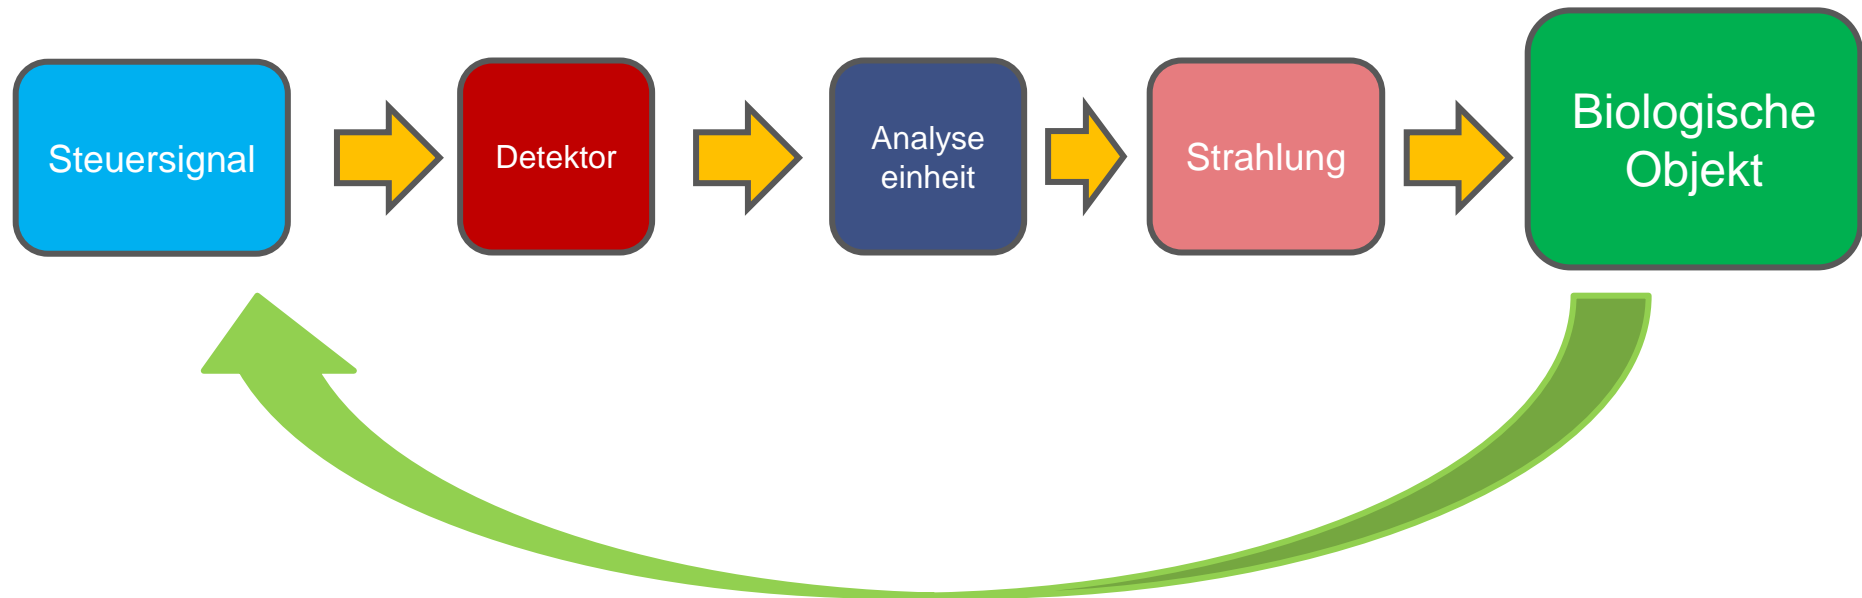 Steuersignal
Detektor
Analyse
einheit
Strahlung
Biologische
Objekt